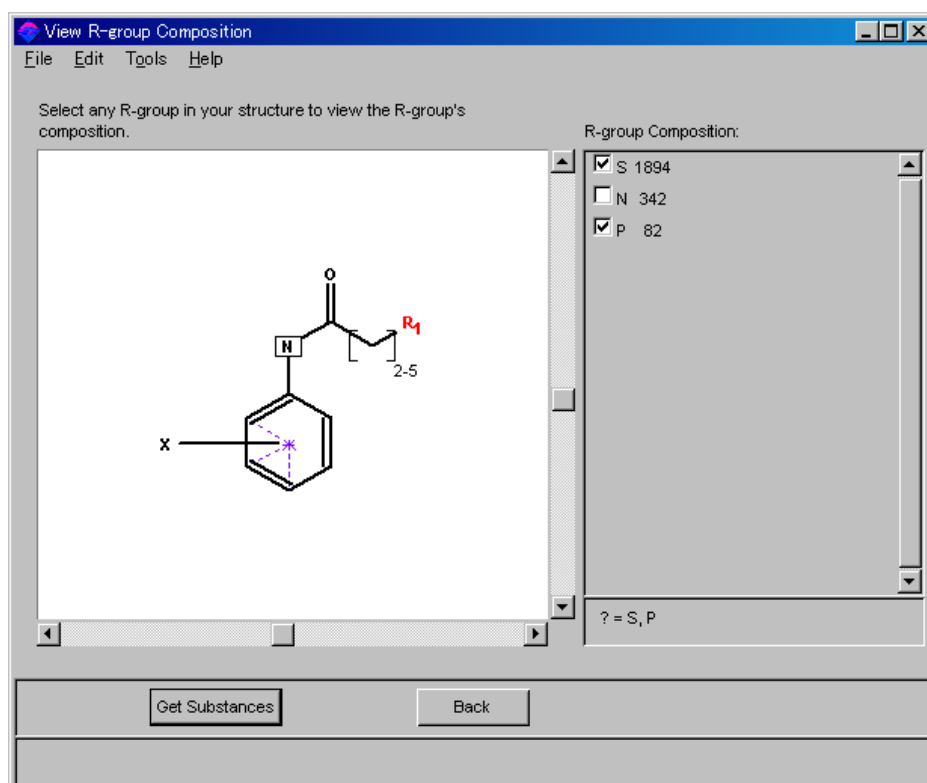 View R-group Composition
File Edit Tools Help
Select any R-group in your structure to view the R-group's
composition.
R-group Composition:
S 1894
N 342
P 82
O
R1
N
2-5
X
? = S, P
Get Substances
Back